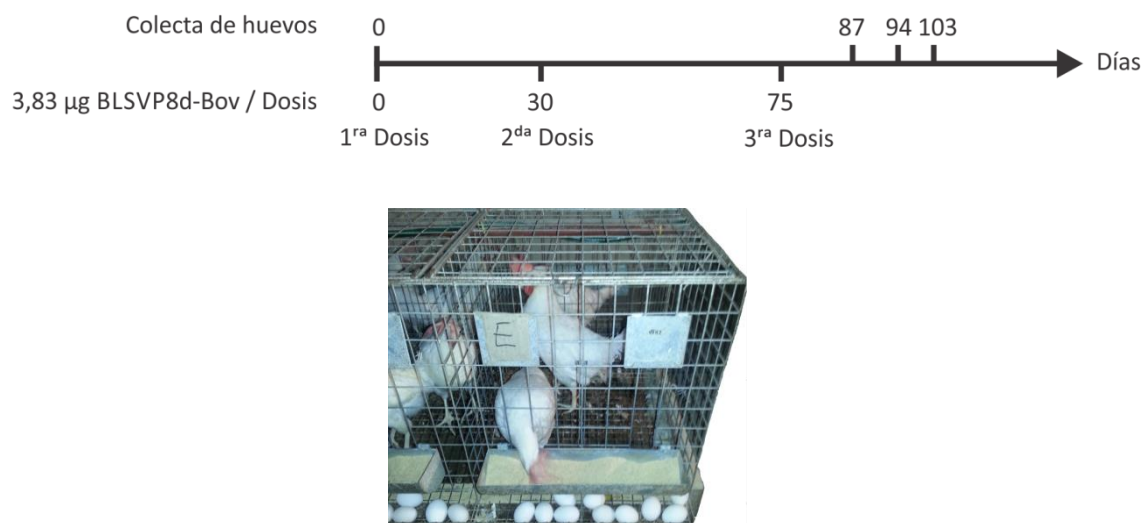 Colecta de huevos 0 87 94 103
Días
3,83 µg BLSVP8d-Bov / Dosis 0 30 75
1ra Dosis 2da Dosis 3ra Dosis
E